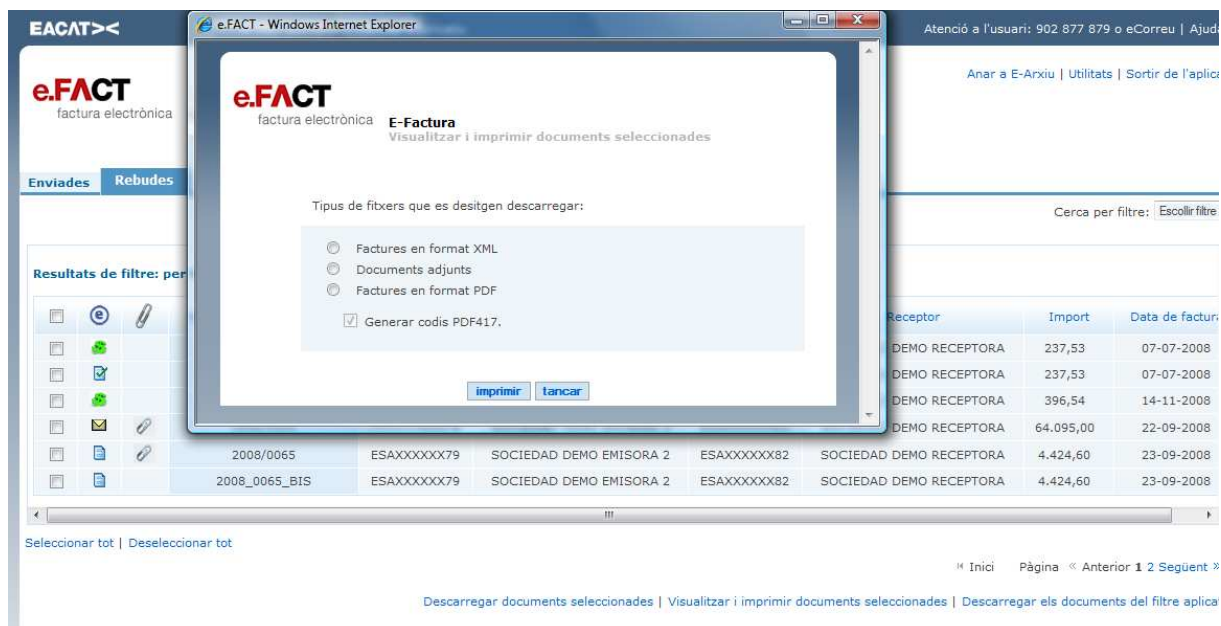 EACAT><
e.FACT - Windows Internet Explorer
Atenció a l'usuari: 902 877 879 o eCorreu | Ajuda
Anar a E-Arxiu | Utilitats | Sortir de l'aplica
e.FACT
factura electrònica
e.FACT
factura electrònica
E-Factura
Visualitzar i imprimir documents seleccionades
Enviades
Rebudes
Tipus de fitxers que es desitgen descarregar:
Cerca per filtre: Escollir filtre
Factures en format XML
Documents adjunts
Factures en format PDF
Generar codis PDF417.
imprimir tancar
Resultats de filtre: per
Receptor Import Data de factura
DEMO RECEPTORA 237,53 07-07-2008
DEMO RECEPTORA 237,53 07-07-2008
DEMO RECEPTORA 396,54 14-11-2008
DEMO RECEPTORA 64.095,00 22-09-2008
2008/0065 ESAXXXXXX79 SOCIEDAD DEMO EMISORA 2 ESAXXXXXX82 SOCIEDAD DEMO RECEPTORA 4.424,60 23-09-2008
2008_0065_BIS ESAXXXXXX79 SOCIEDAD DEMO EMISORA 2 ESAXXXXXX82 SOCIEDAD DEMO RECEPTORA 4.424,60 23-09-2008
Seleccionar tot | Deseleccionar tot
Inici Pàgina « Anterior 1 2 Següent »
Descarregar documents seleccionades | Visualitzar i imprimir documents seleccionades | Descarregar els documents del filtre aplicat